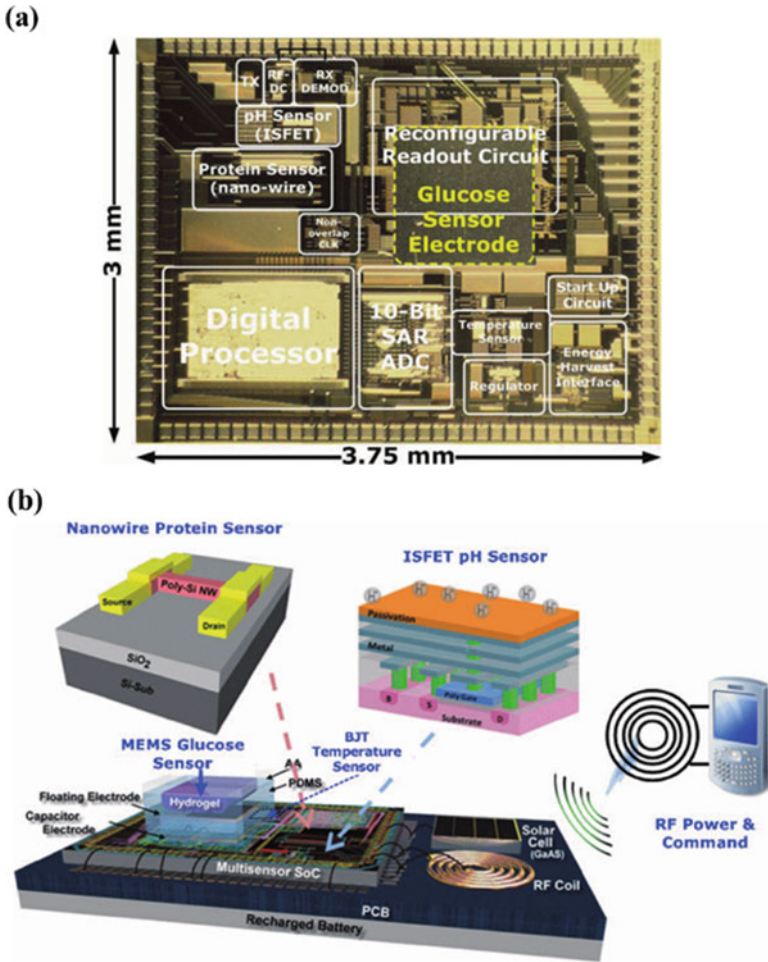 (a)
TX
RF-
DC
RX
DEMOD
pH Sensor
(ISFET)
Reconfigurable
Readout Circuit
Protein Sensor
(nano-wire)
Glucose
Sensor
Electrode
Non-
overlap
CLK
3 mm
Digital
Processor
10-Bit
SAR
ADC
Start Up
Circuit
Temperature
Sensor
Energy
Harvest
Interface
Regulator
3.75 mm
(b)
Nanowire Protein Sensor
ISFET pH Sensor
Poly-Si NW
Source
Drain
SiO2
Si-Sub
H+ H+ H+ H+ H+ H+ H+
Passivation
Metal
Poly Gate
B
S
D
Substrate
MEMS Glucose
Sensor
BJT
Temperature
Sensor
AA
PDMS
Hydrogel
Floating Electrode
Capacitor
Electrode
Multisensor SoC
Solar
Cell
(GaAS)
RF Coil
PCB
Recharged Battery
RF Power &
Command